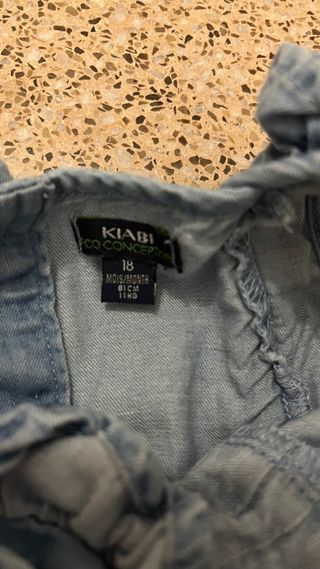 KIABI
ECO CONCEPTION
18
MOIS/MONTH
81CM
11KG